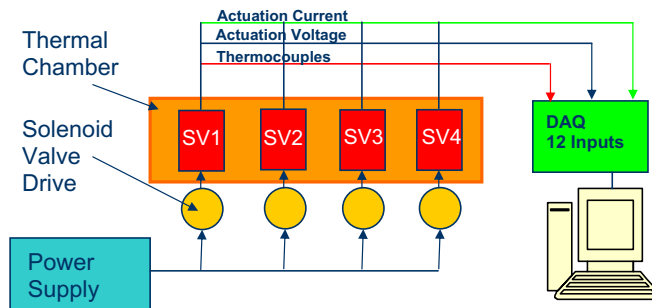 Actuation Current
Actuation Voltage
Thermocouples
Thermal
Chamber
Solenoid
Valve
Drive
SV1
SV2
SV3
SV4
DAQ
12 Inputs
Power
Supply